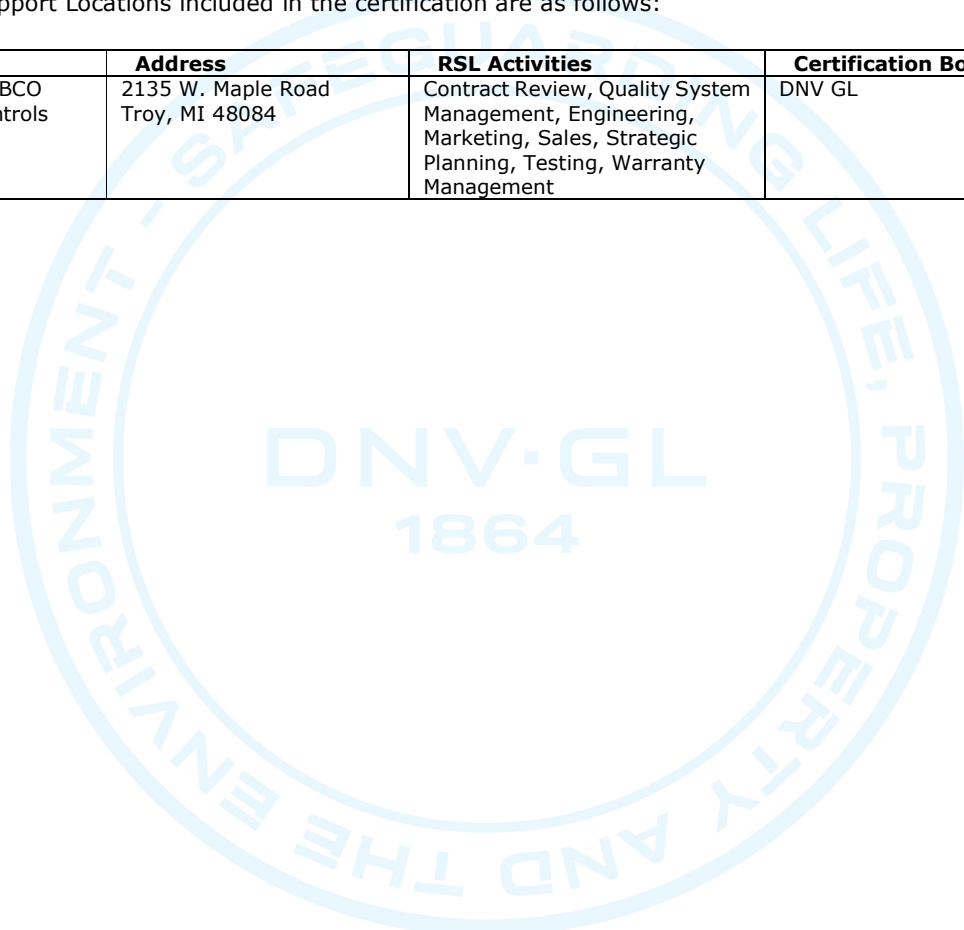 pport Locations included in the certification are as follows:
Address RSL Activities Certification Bo
BCO 2135 W. Maple Road Contract Review, Quality System DNV GL
ntrols Troy, MI 48084 Management, Engineering,
Marketing, Sales, Strategic
Planning, Testing, Warranty
Management
SAFEGUARDING LIFE, PROPERTY AND THE ENVIRONMENT -
DNV·GL
1864